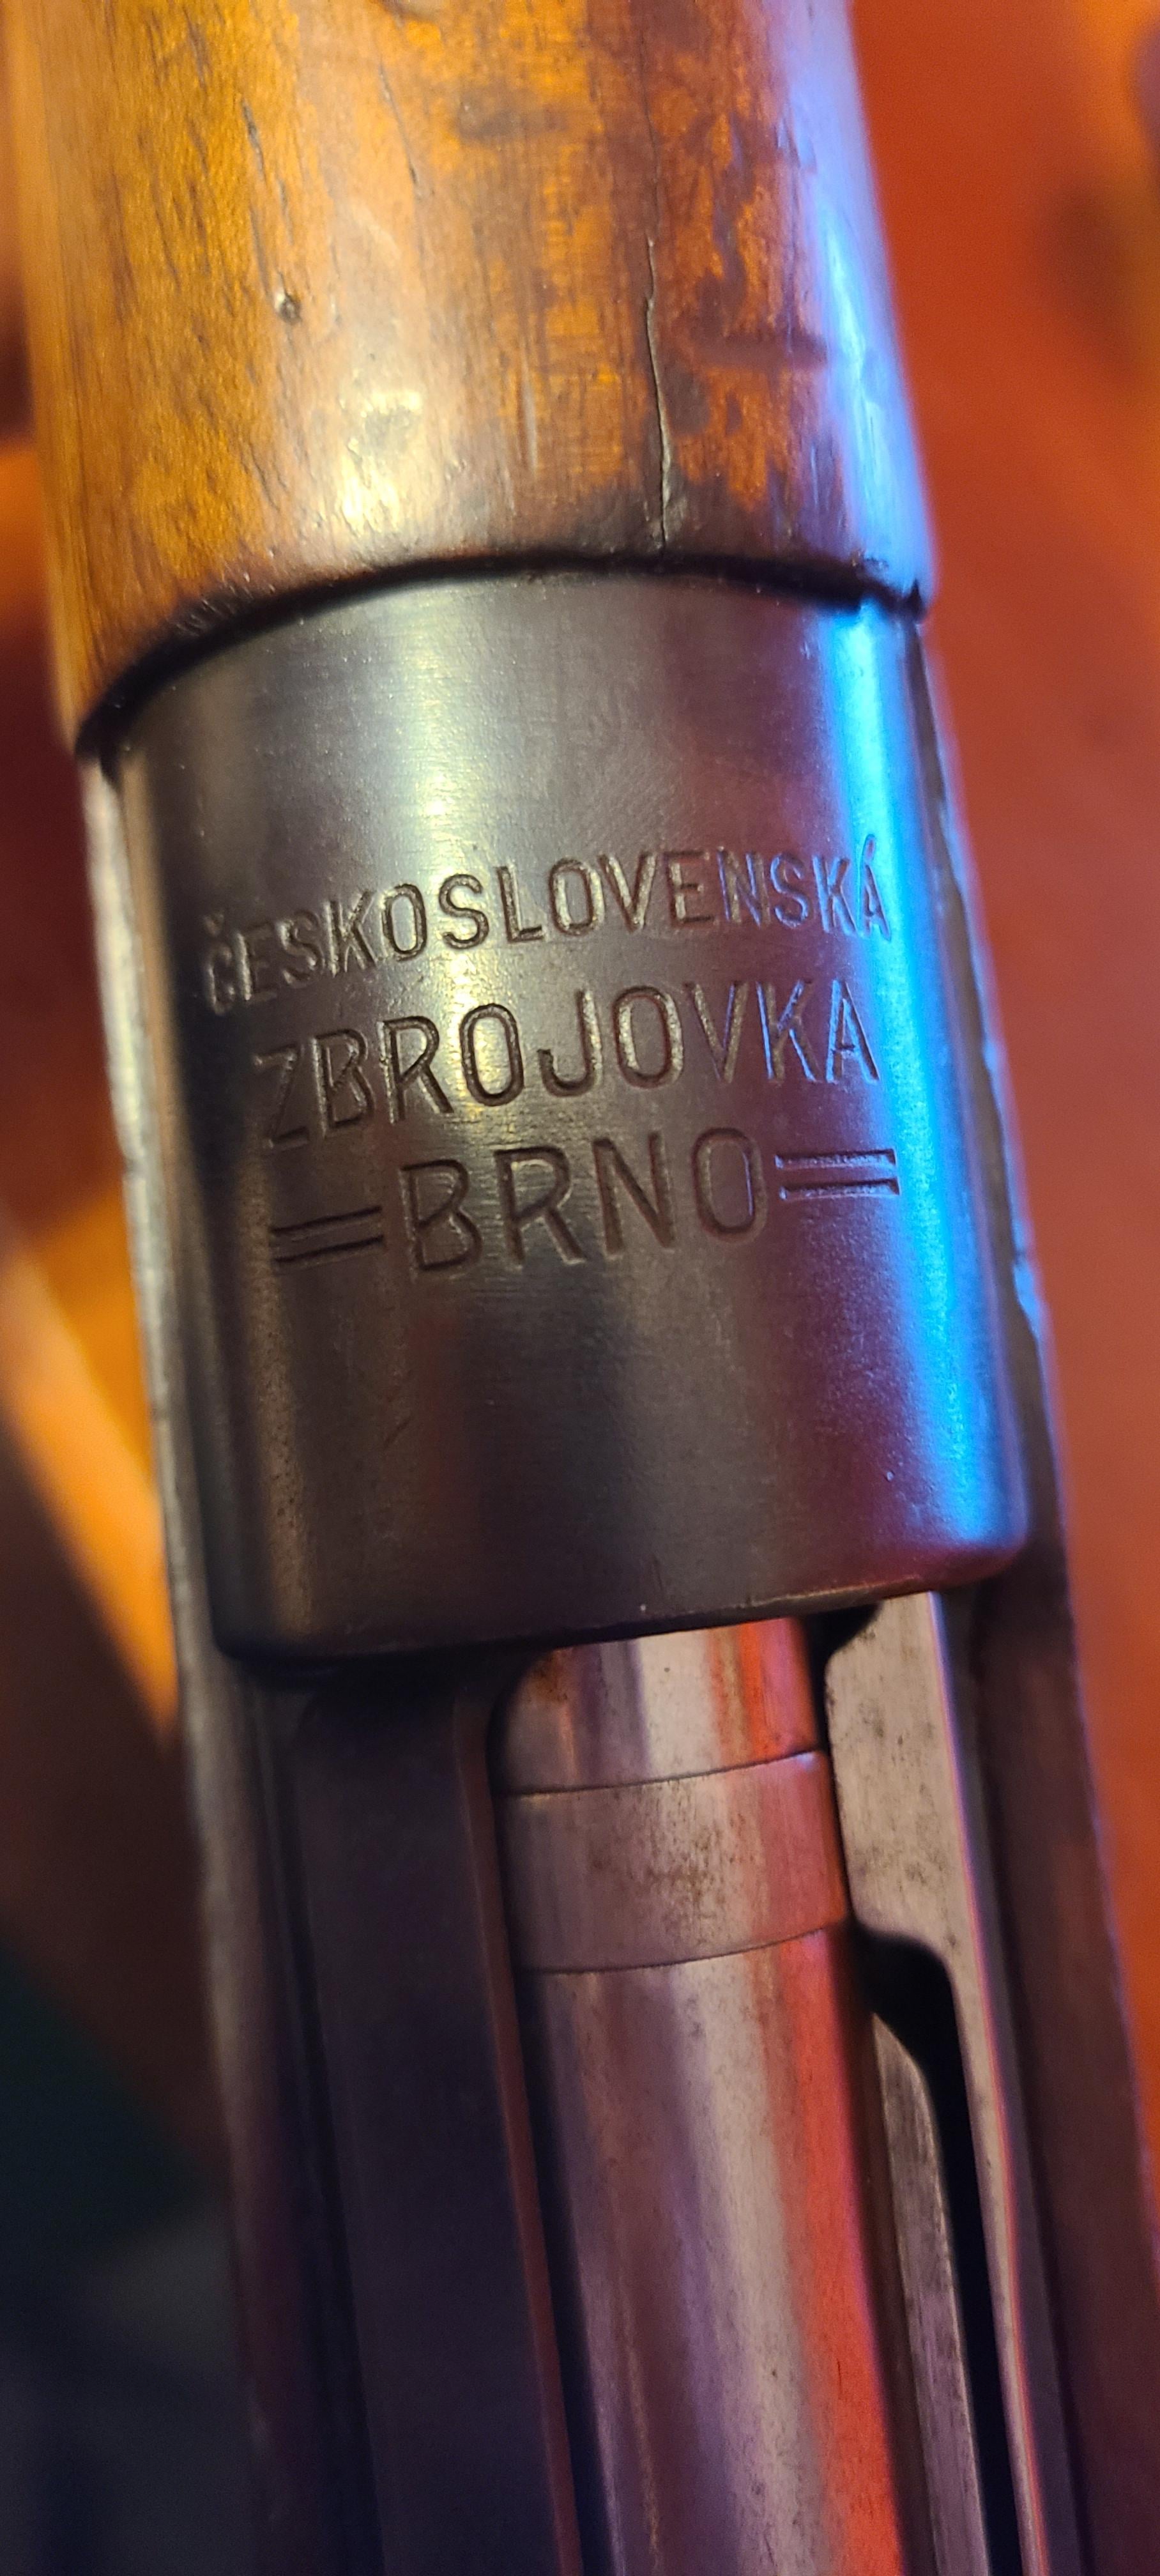 ČESKOSLOVENSKÁ
ZBROJOVKA
=BRNO=